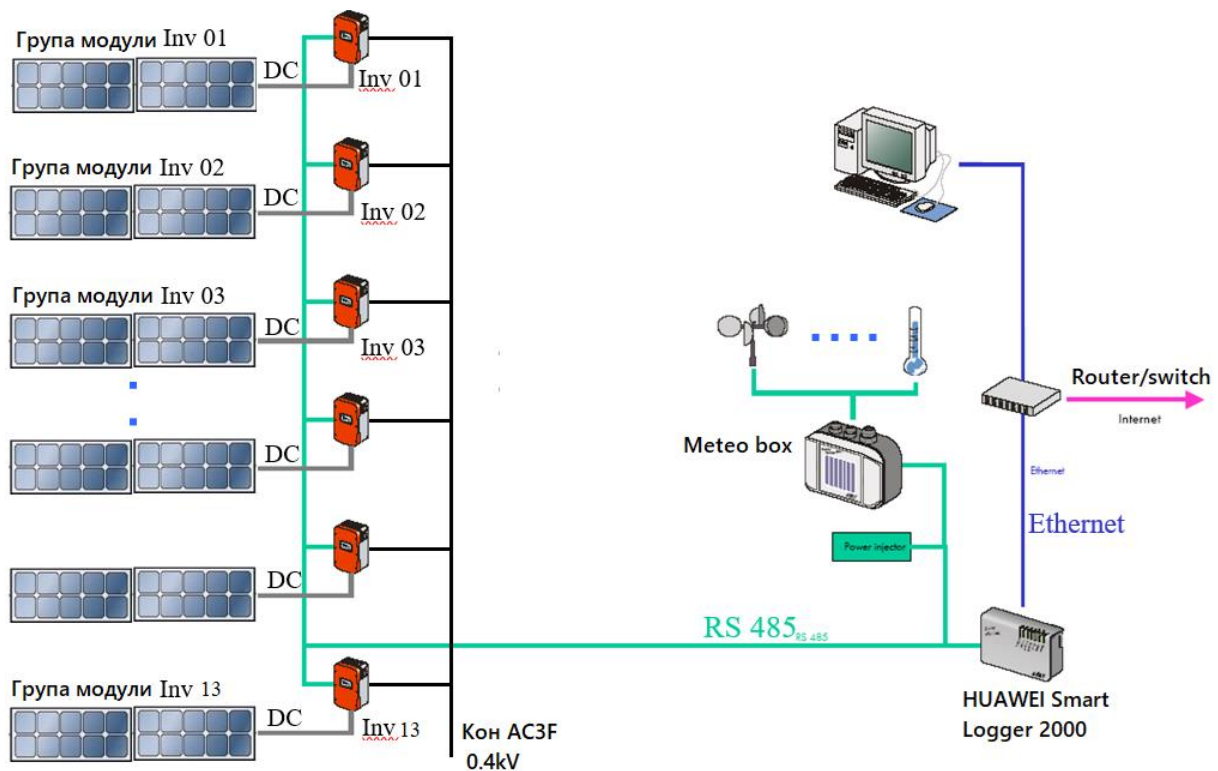 Група модули Inv 01
DC
Inv 01
Група модули Inv 02
DC
Inv 02
Група модули Inv 03
DC
Inv 03
DC
DC
Група модули Inv 13
DC
Inv 13
Кон AC3F
0.4kV
Meteo box
Power injector
RS 485
RS 485
Router/switch
Internet
Ethernet
Ethernet
HUAWEI Smart
Logger 2000